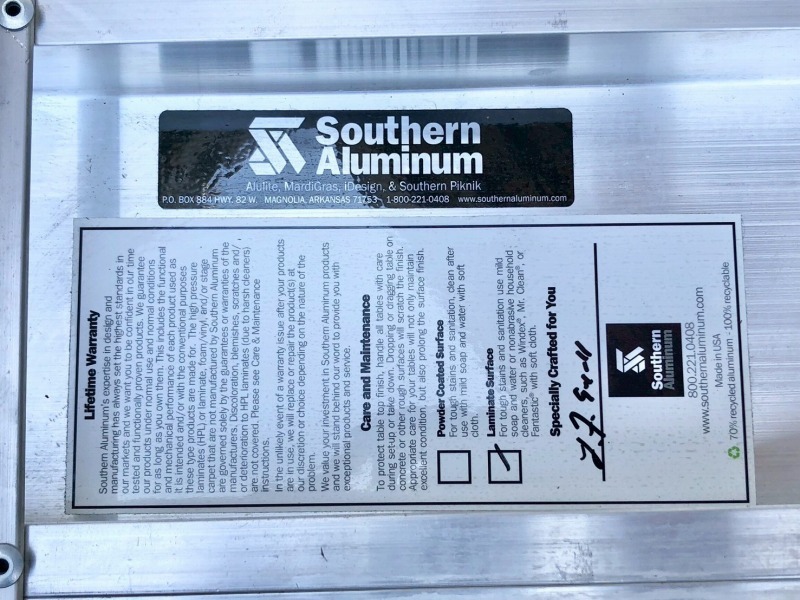 Southern
Aluminum
Alulite, MardiGras, iDesign, & Southern Piknik
P.O. BOX 884 HWY. 82 W. MAGNOLIA, ARKANSAS 71753 1-800-221-0408 www.southernaluminum.com
Lifetime Warranty
Southern Aluminum's expertise in design and
manufacturing has always set the highest standards in
our markets and we want you to be confident in our time
tested and functionally proven products. We guarantee
our products under normal use and normal conditions
for as long as you own them. This includes the functional
and mechanical performance of each product used as
it is intended and/or with the conventional purposes
these type products are made for. The high pressure
laminates (HPL) or laminate, foam/vinyl, and/or stage
carpet that are not manufactured by Southern Aluminum
are governed solely by the guarantees or warranties of the
manufacturers. Discoloration, blemishes, scratches and/
or deterioration to HPL laminates (due to harsh cleaners)
are not covered. Please see Care & Maintenance
instructions.
In the unlikely event of a warranty issue after your products
are in use, we will replace or repair the product(s) at
our discretion or choice depending on the nature of the
problem.
We value your investment in Southern Aluminum products
and we will stand behind our word to provide you with
exceptional products and service.
Care and Maintenance
To protect table top finish, handle all tables with care
during setup or take down. Dropping or dragging table on
concrete or other rough surfaces will scratch the finish.
Appropriate care for your tables will not only maintain
excellent condition, but also prolong the surface finish.
Powder Coated Surface
For tough stains and sanitation, clean after
use with mild soap and water with soft
cloth.
Laminate Surface
For tough stains and sanitation use mild
soap and water or nonabrasive household
cleaners, such as Windex®, Mr. Clean®, or
Fantastic® with soft cloth.
Specially Crafted for You
Southern
Aluminum
800.221.0408
www.southernaluminum.com
Made in USA
70% recycled aluminum - 100% recyclable